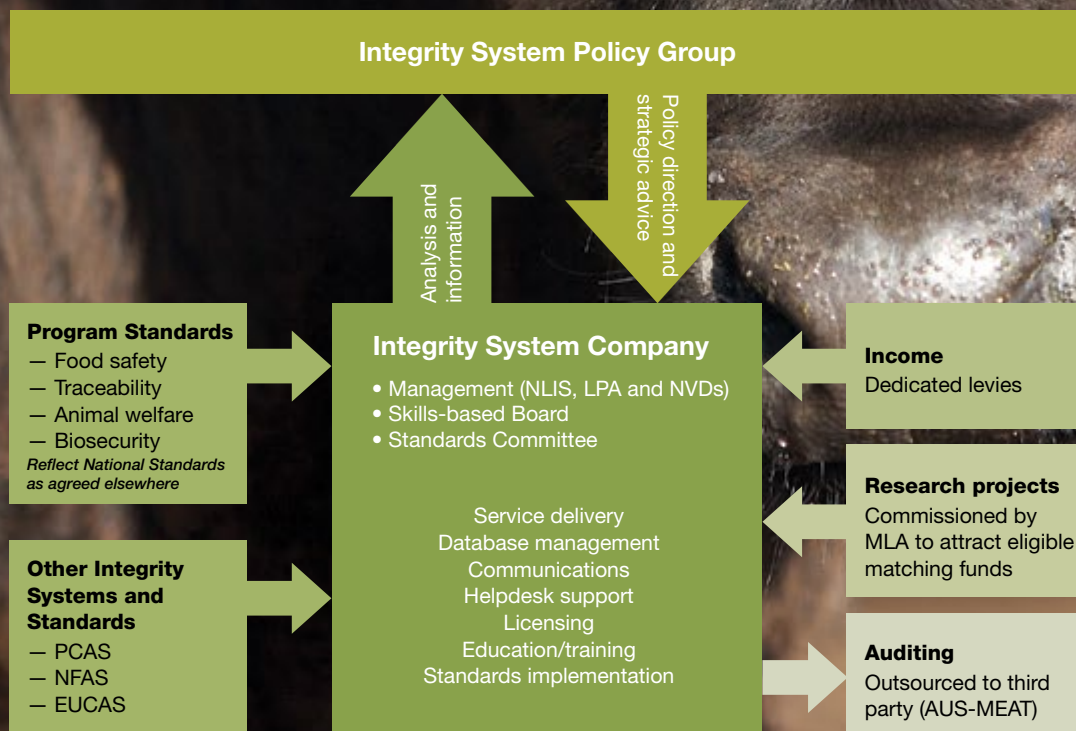 Integrity System Policy Group
Analysis and
information
Policy direction and
strategic advice
Program Standards
— Food safety
— Traceability
— Animal welfare
— Biosecurity
Reflect National Standards
as agreed elsewhere
Other Integrity
Systems and
Standards
— PCAS
— NFAS
— EUCAS
Integrity System Company
• Management (NLIS, LPA and NVDs)
• Skills-based Board
• Standards Committee
Service delivery
Database management
Communications
Helpdesk support
Licensing
Education/training
Standards implementation
Income
Dedicated levies
Research projects
Commissioned by
MLA to attract eligible
matching funds
Auditing
Outsourced to third
party (AUS-MEAT)